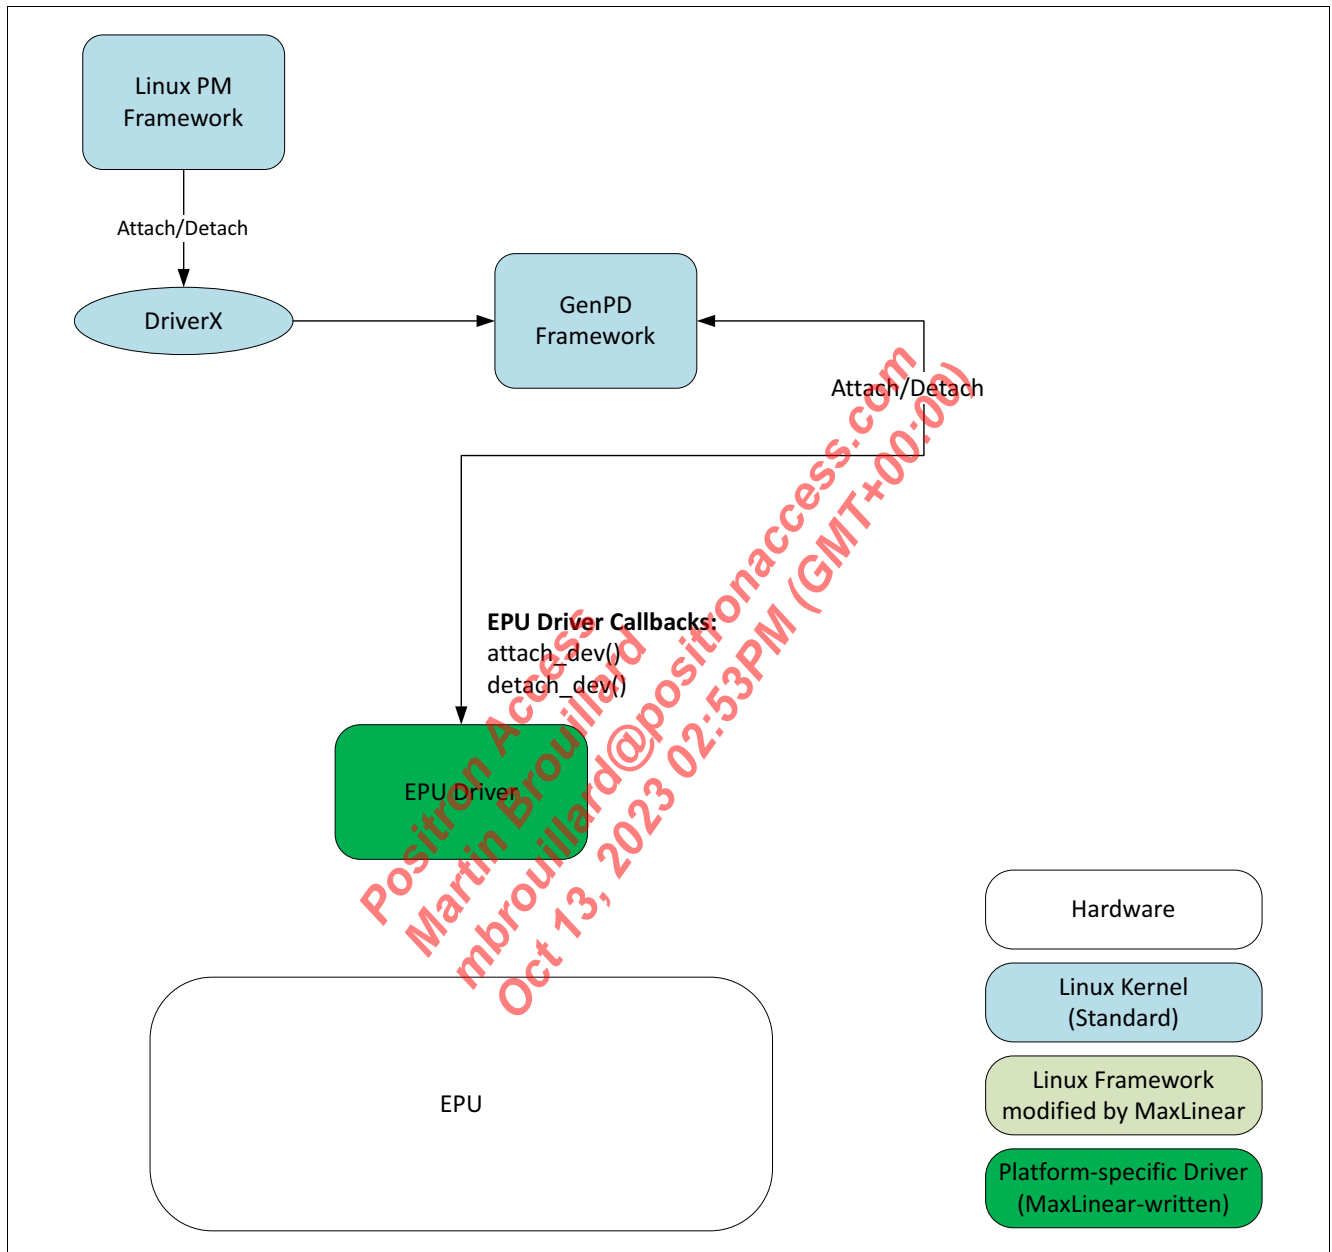 Linux PM
Framework
Attach/Detach
DriverX
GenPD
Framework
Attach/Detach
EPU Driver Callbacks:
attach_dev()
detach_dev()
EPU Driver
EPU
Hardware
Linux Kernel
(Standard)
Linux Framework
modified by MaxLinear
Platform-specific Driver
(MaxLinear-written)
Positron Access
Martin Brouillard
mbrouillard@positronaccess.com
Oct 13, 2023 02:53PM (GMT+00:00)